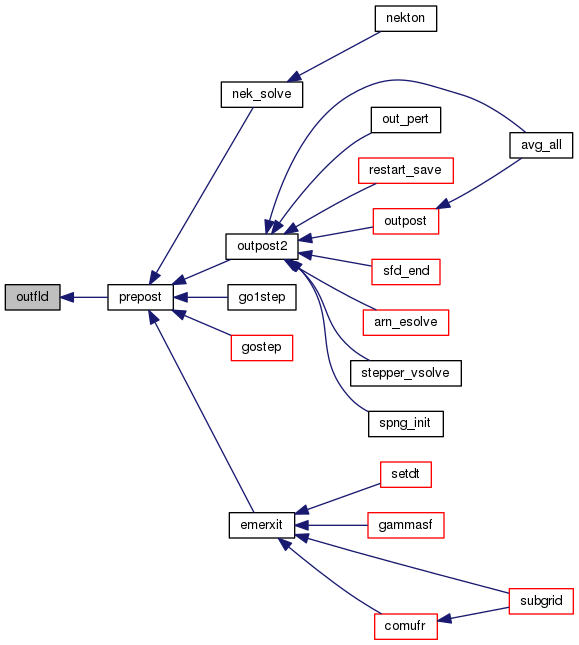 nekton
nek_solve
out_pert
avg_all
restart_save
outpost
outpost2
sfd_end
outfld
prepost
go1step
arn_esolve
gostep
stepper_vsolve
spng_init
setdt
emerxit
gammasf
subgrid
comufr